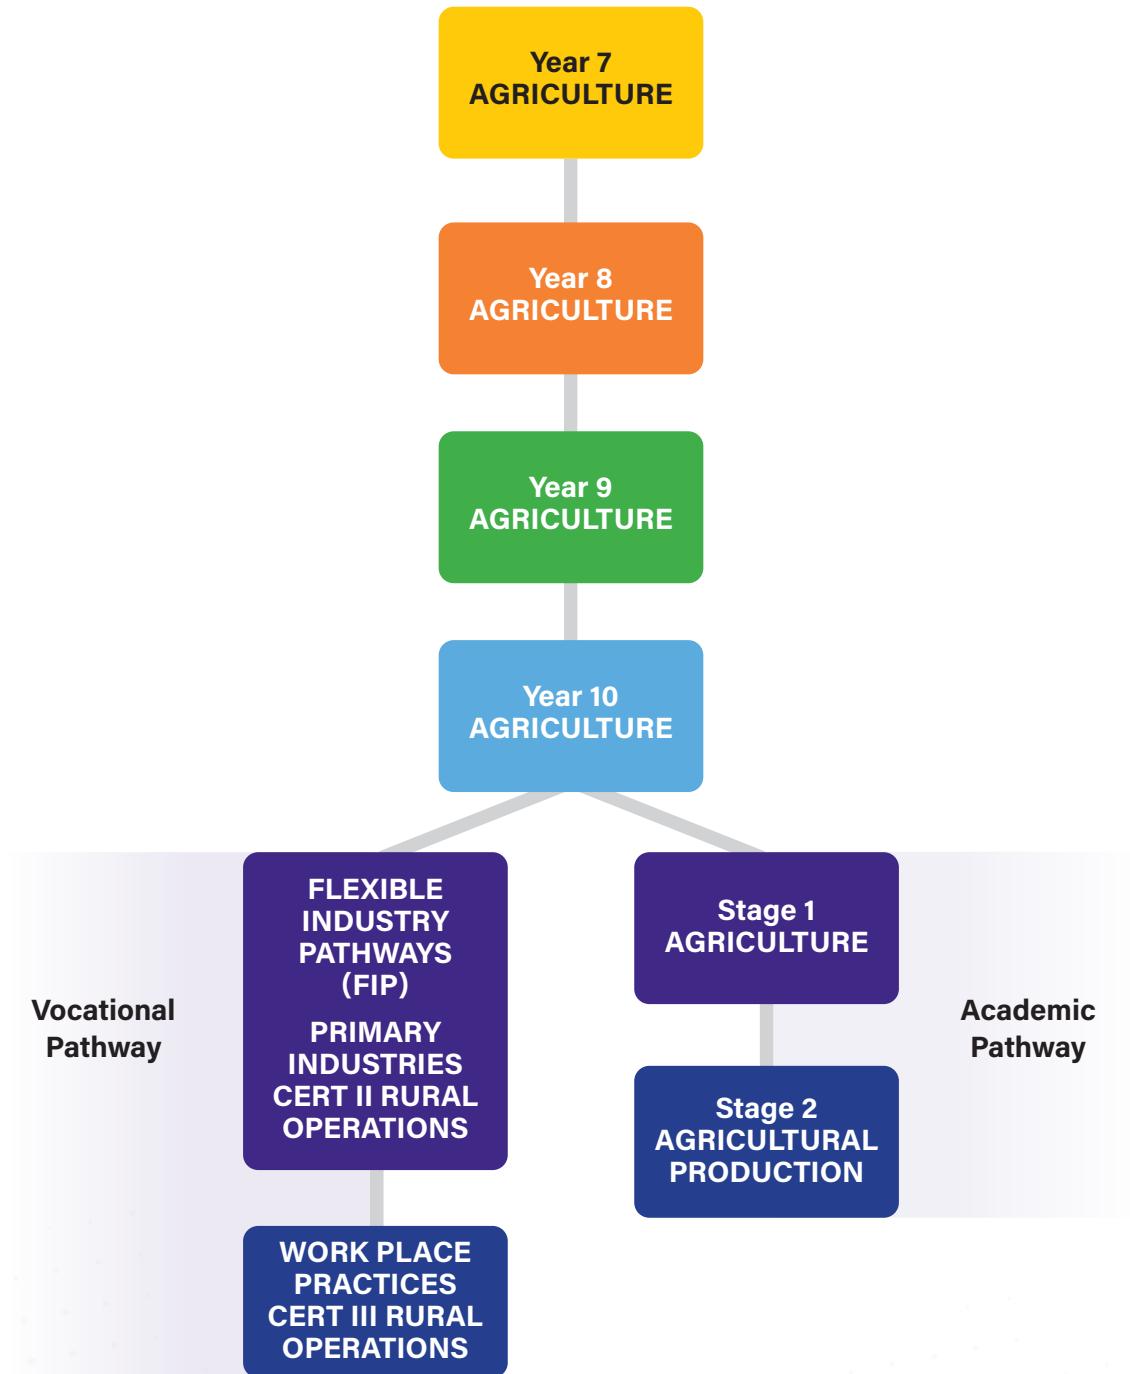 Year 7
AGRICULTURE
Year 8
AGRICULTURE
Year 9
AGRICULTURE
Year 10
AGRICULTURE
Vocational
Pathway
FLEXIBLE
INDUSTRY
PATHWAYS
(FIP)
PRIMARY
INDUSTRIES
CERT II RURAL
OPERATIONS
WORK PLACE
PRACTICES
CERT III RURAL
OPERATIONS
Stage 1
AGRICULTURE
Stage 2
AGRICULTURAL
PRODUCTION
Academic
Pathway